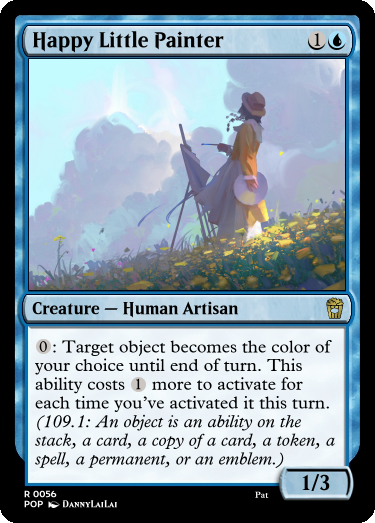 Happy Little Painter 1
Creature — Human Artisan
0: Target object becomes the color of
your choice until end of turn. This
ability costs 1 more to activate for
each time you've activated it this turn.
(109.1: An object is an ability on the
stack, a card, a copy of a card, a token, a
spell, a permanent, or an emblem.)
1/3
R 0056
POP DannyLaiLai
Pat